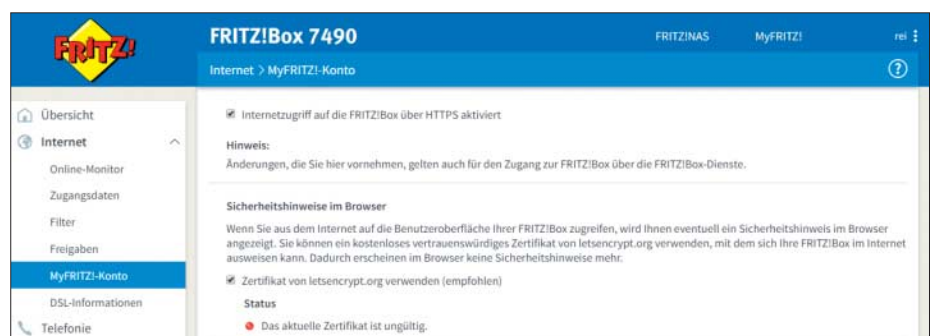 FRITZ!
FRITZ!Box 7490
FRITZ!NAS
MyFRITZ!
rei
Internet > MyFRITZ!-Konto
?
Übersicht
Internet
Online-Monitor
Zugangsdaten
Filter
Freigaben
MyFRITZ!-Konto
DSL-Informationen
Telefonie
Internetzugriff auf die FRITZ!Box über HTTPS aktiviert
Hinweis:
Änderungen, die Sie hier vornehmen, gelten auch für den Zugang zur FRITZ!Box über die FRITZ!Box-Dienste.
Sicherheitshinweise im Browser
Wenn Sie aus dem Internet auf die Benutzeroberfläche Ihrer FRITZ!Box zugreifen, wird Ihnen eventuell ein Sicherheitshinweis im Browser
angezeigt. Sie können ein kostenloses vertrauenswürdiges Zertifikat von letsencrypt.org verwenden, mit dem sich Ihre FRITZ!Box im Internet
ausweisen kann. Dadurch erscheinen im Browser keine Sicherheitshinweise mehr.
Zertifikat von letsencrypt.org verwenden (empfohlen)
Status
Das aktuelle Zertifikat ist ungültig.